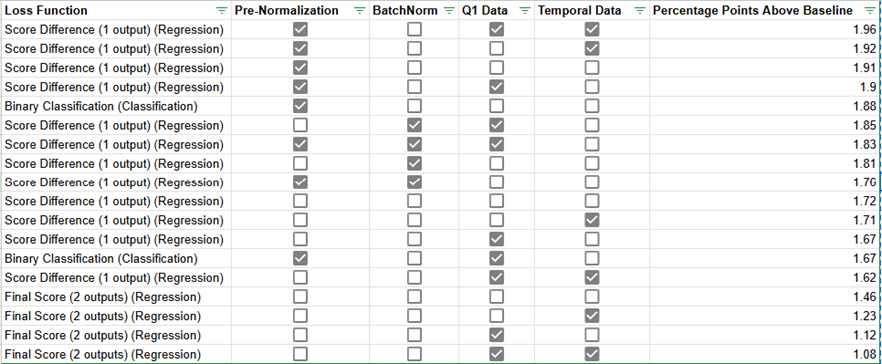 Loss Function Pre-Normalization BatchNorm Q1 Data Temporal Data Percentage Points Above Baseline
Score Difference (1 output) (Regression) 1.96
Score Difference (1 output) (Regression) 1.92
Score Difference (1 output) (Regression) 1.91
Score Difference (1 output) (Regression) 1.9
Binary Classification (Classification) 1.88
Score Difference (1 output) (Regression) 1.85
Score Difference (1 output) (Regression) 1.83
Score Difference (1 output) (Regression) 1.81
Score Difference (1 output) (Regression) 1.76
Score Difference (1 output) (Regression) 1.72
Score Difference (1 output) (Regression) 1.71
Score Difference (1 output) (Regression) 1.67
Binary Classification (Classification) 1.67
Score Difference (1 output) (Regression) 1.62
Final Score (2 outputs) (Regression) 1.46
Final Score (2 outputs) (Regression) 1.23
Final Score (2 outputs) (Regression) 1.12
Final Score (2 outputs) (Regression) 1.08